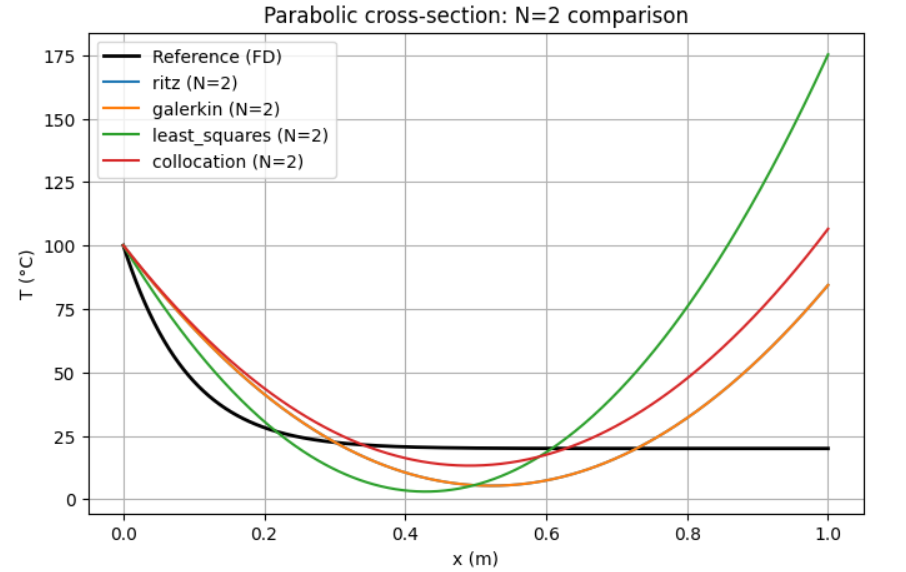 Parabolic cross-section: N=2 comparison
Reference (FD)
ritz (N=2)
galerkin (N=2)
least_squares (N=2)
collocation (N=2)
175
150
125
100
75
50
25
0
T (°C)
0.0 0.2 0.4 0.6 0.8 1.0
x (m)